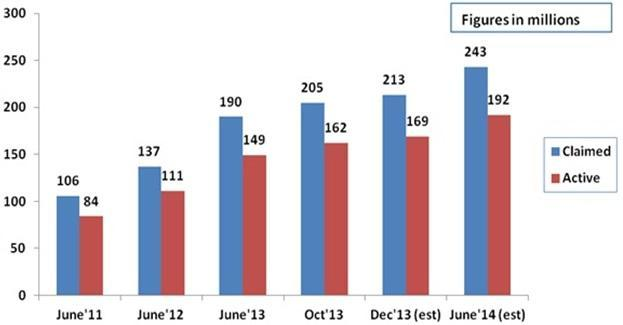 300
Figures in millions
250
243
213
205
200
190
192
169
162
150
149
137
Claimed
111
106
Active
100
84
50
0
June'11
June'12
June'13
Oct'13
Dec'13 (est)
June'14 (est)